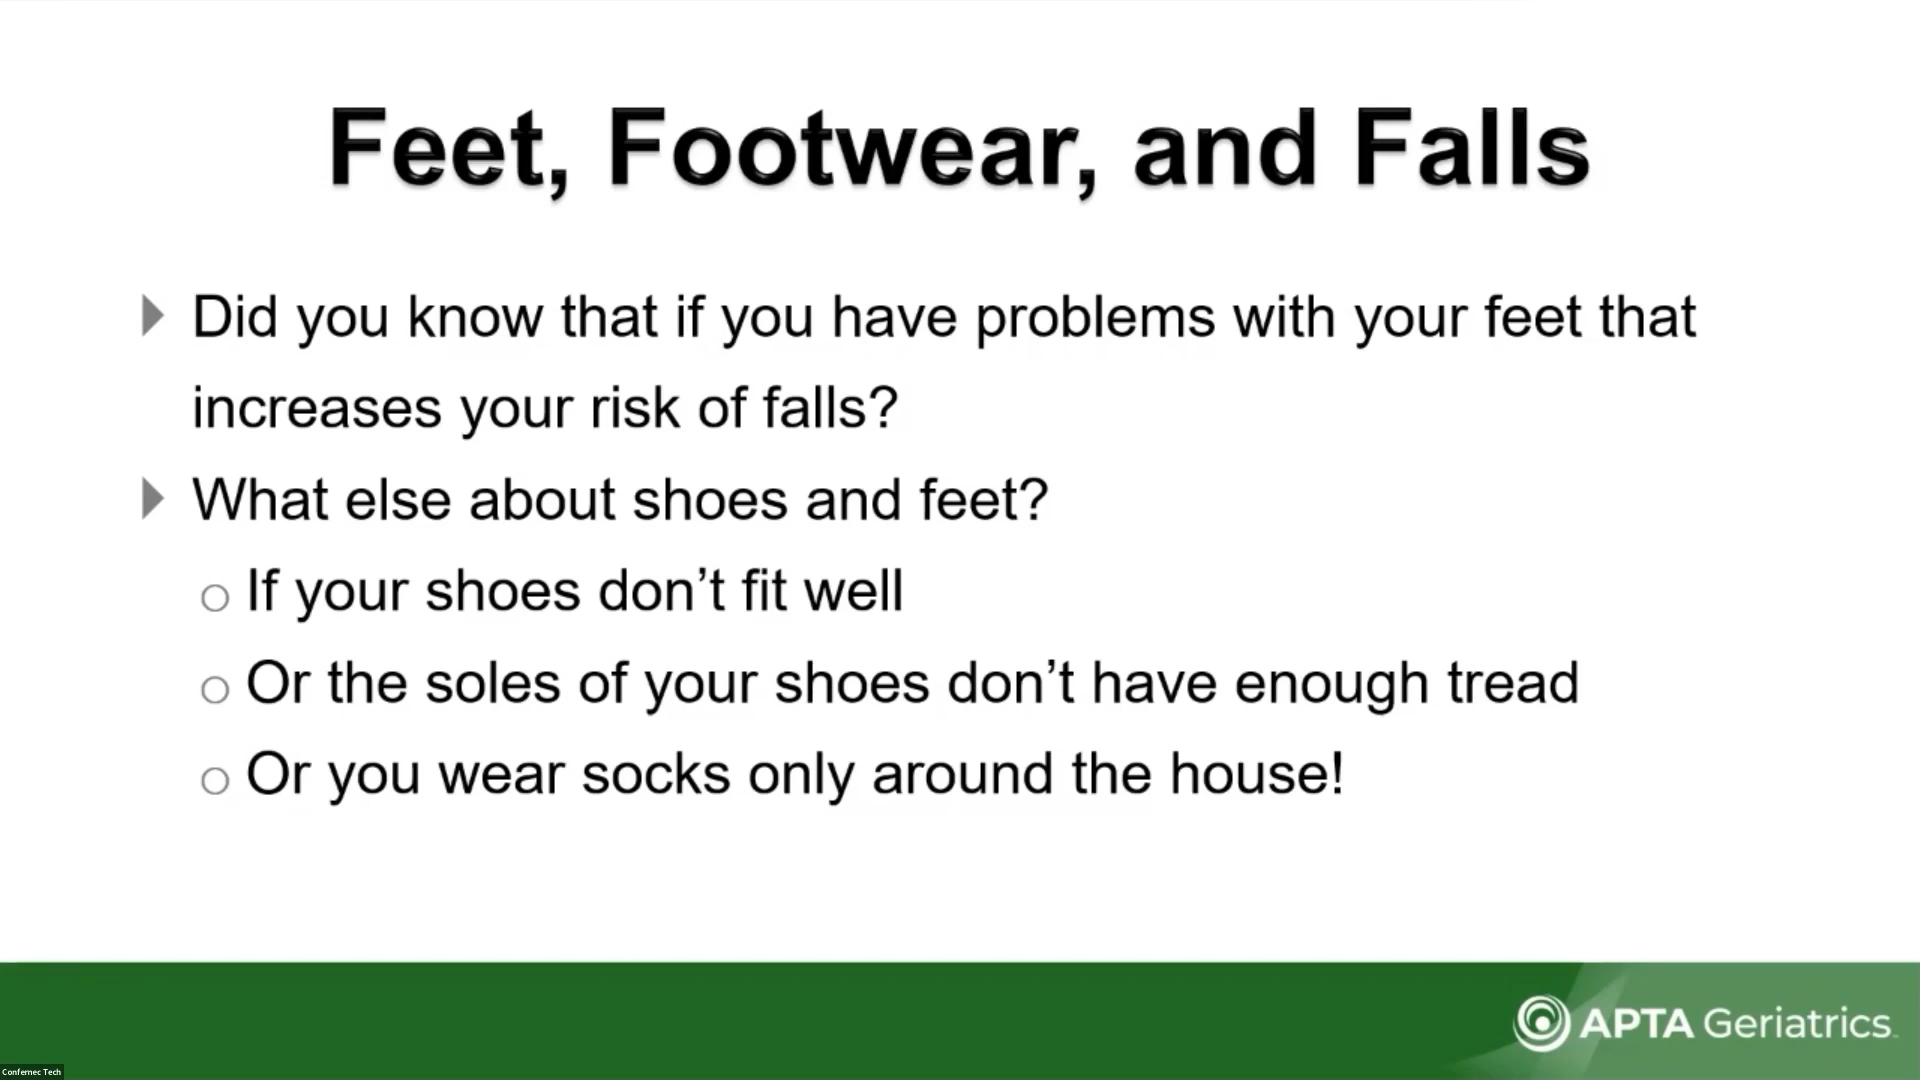 Feet, Footwear, and Falls
Did you know that if you have problems with your feet that
increases your risk of falls?
What else about shoes and feet?
If your shoes don’t fit well
Or the soles of your shoes don’t have enough tread
Or you wear socks only around the house!
APTA Geriatrics
Confernec Tech